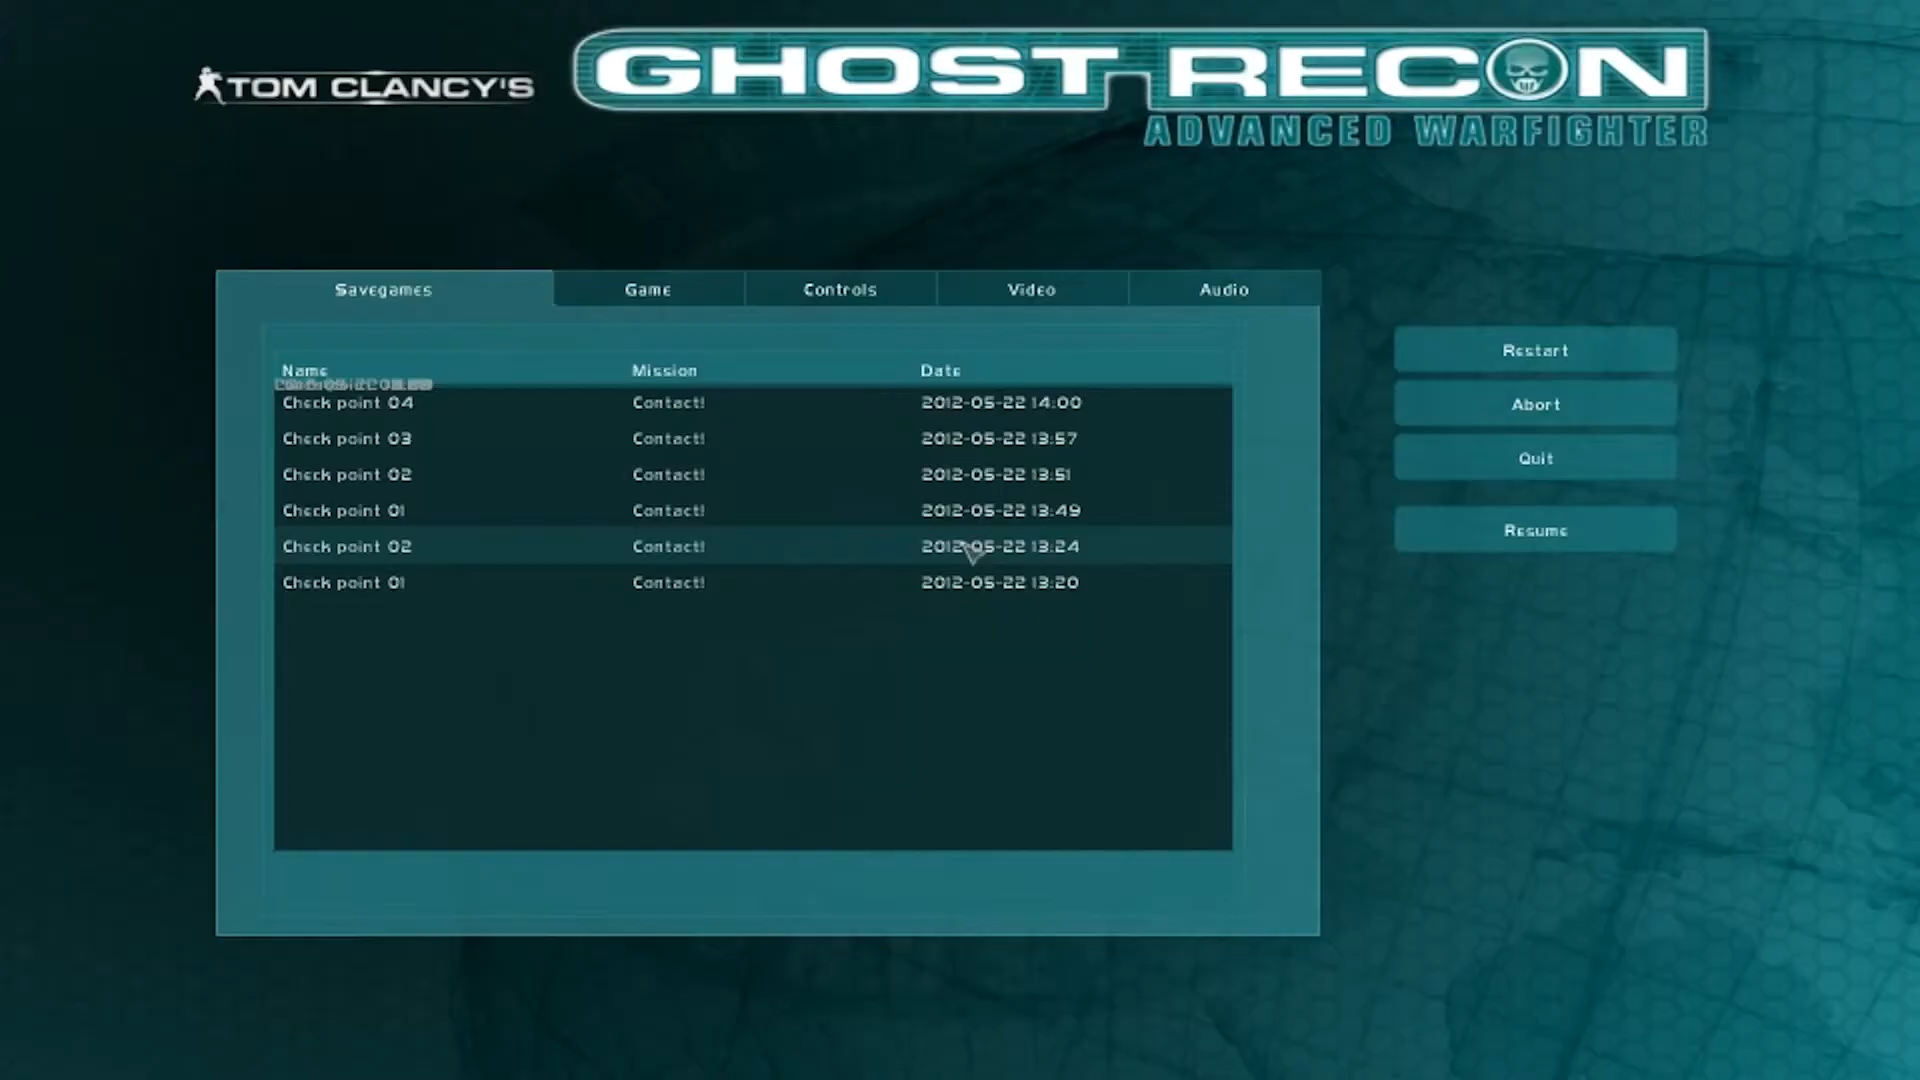 TOM CLANCY'S
GHOST RECON
ADVANCED WARFIGHTER
Savegames Game Controls Video Audio
Name Mission Date
Check point 04 Contact! 2012-05-22 14:00
Check point 03 Contact! 2012-05-22 13:57
Check point 02 Contact! 2012-05-22 13:51
Check point 01 Contact! 2012-05-22 13:49
Check point 02 Contact! 2012-05-22 13:24
Check point 01 Contact! 2012-05-22 13:20
Restart
Abort
Quit
Resume